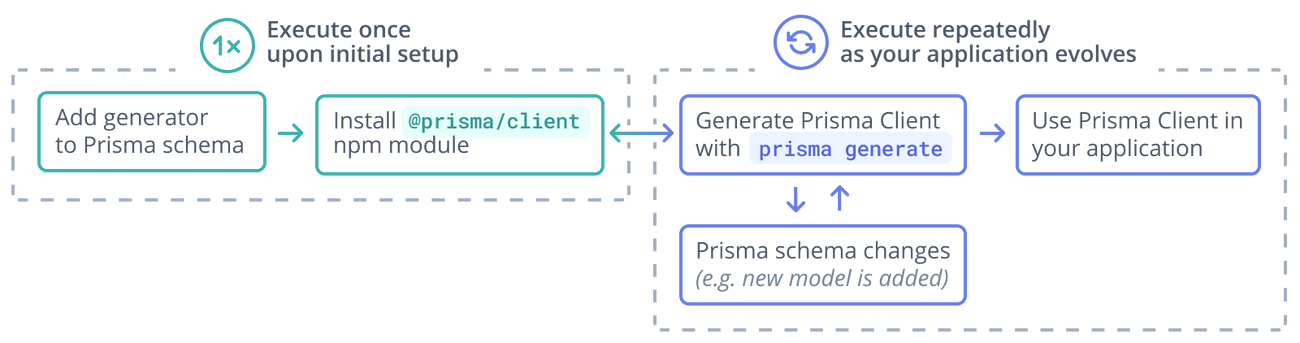 1x
Execute once
upon initial setup
Add generator
to Prisma schema
Install @prisma/client
npm module
Execute repeatedly
as your application evolves
Generate Prisma Client
with prisma generate
Use Prisma Client in
your application
Prisma schema changes
(e.g. new model is added)